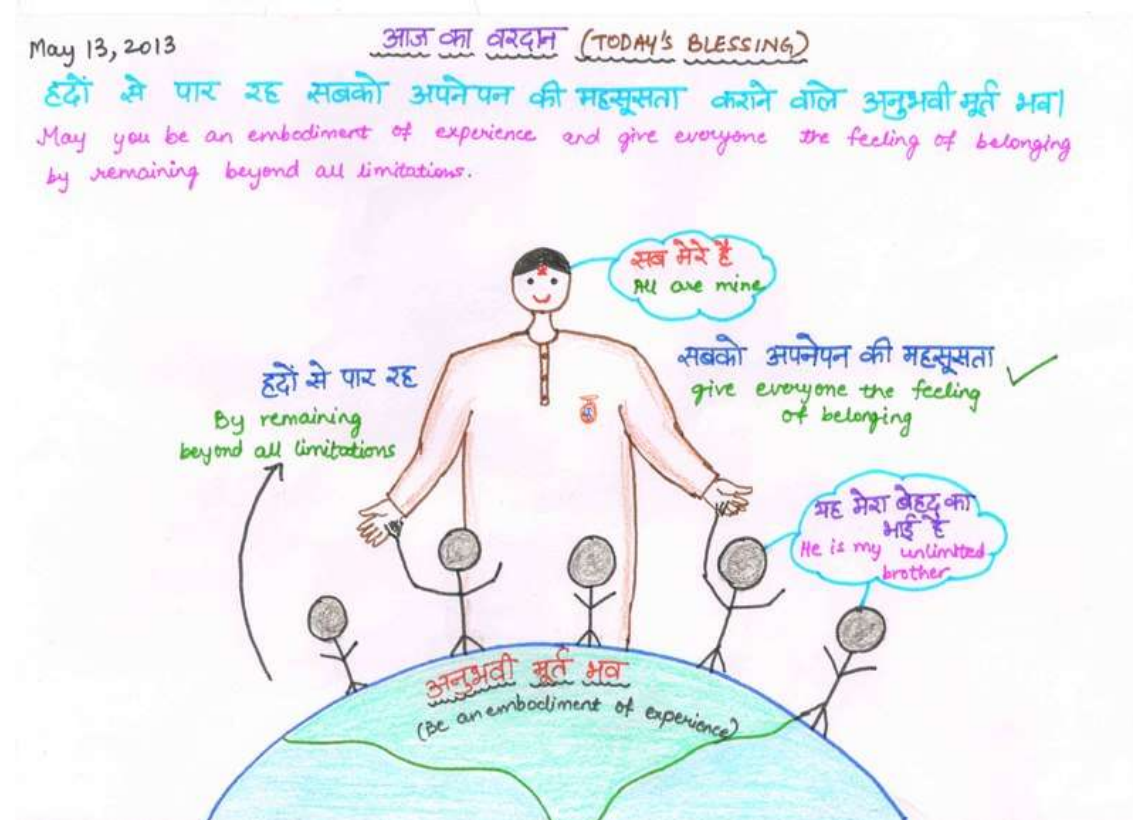 May 13, 2013
आज का वरदान (TODAY'S BLESSING)
हदों से पार रह सबको अपनेपन की महसूसता कराने वाले अनुभवी मूर्त भव।
May you be an embodiment of experience and give everyone the feeling of belonging
by remaining beyond all limitations.
सब मेरे है
All are mine
हदों से पार रह
By remaining
beyond all limitations
सबको अपनेपन की महसूसता
give everyone the feeling
of belonging
यह मेरा बेहद का
भाई है
He is my unlimited
brother
अनुभवी मूर्त भव
(Be an embodiment of experience)